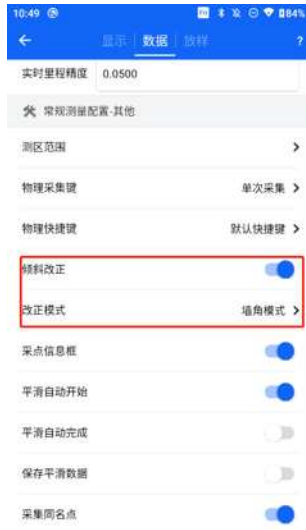 10:49 84%
显示 数据 放样 ?
实时里程精度 0.0500
常规测量配置-其他
测区范围
物理采集键 单次采集
物理快捷键 默认快捷键
倾斜改正
改正模式 墙角模式
采点信息框
平滑自动开始
平滑自动完成
保存平滑数据
采集同名点